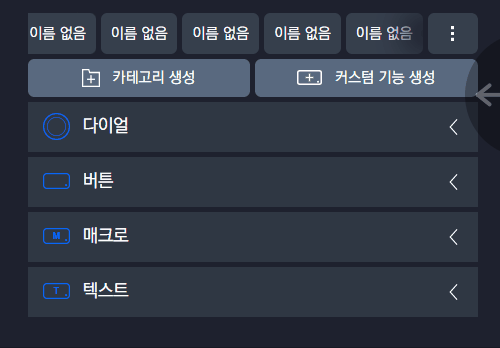 이름 없음 이름 없음 이름 없음 이름 없음 이름 없음
카테고리 생성 커스텀 기능 생성
다이얼
버튼
M 매크로
T 텍스트